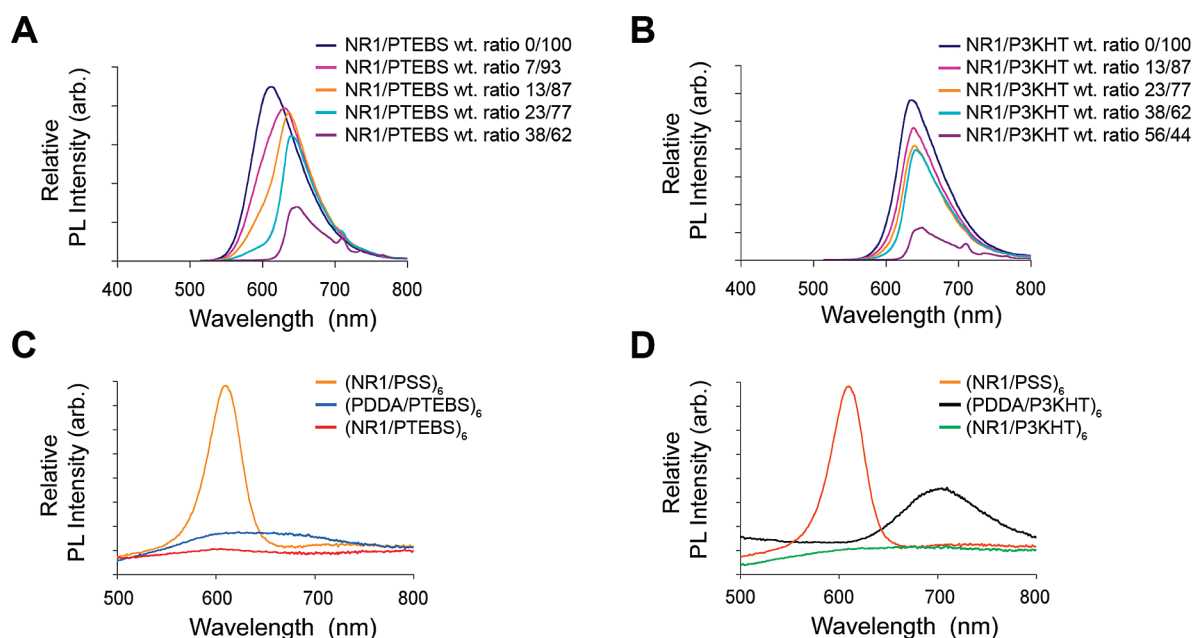 A
NR1/PTEBS wt. ratio 0/100
NR1/PTEBS wt. ratio 7/93
NR1/PTEBS wt. ratio 13/87
NR1/PTEBS wt. ratio 23/77
NR1/PTEBS wt. ratio 38/62
Relative
PL Intensity (arb.)
400 500 600 700 800
Wavelength (nm)
B
NR1/P3KHT wt. ratio 0/100
NR1/P3KHT wt. ratio 13/87
NR1/P3KHT wt. ratio 23/77
NR1/P3KHT wt. ratio 38/62
NR1/P3KHT wt. ratio 56/44
Relative
PL Intensity (arb.)
400 500 600 700 800
Wavelength (nm)
C
(NR1/PSS)₆
(PDDA/PTEBS)₆
(NR1/PTEBS)₆
Relative
PL Intensity (arb.)
500 600 700 800
Wavelength (nm)
D
(NR1/PSS)₆
(PDDA/P3KHT)₆
(NR1/P3KHT)₆
Relative
PL Intensity (arb.)
500 600 700 800
Wavelength (nm)